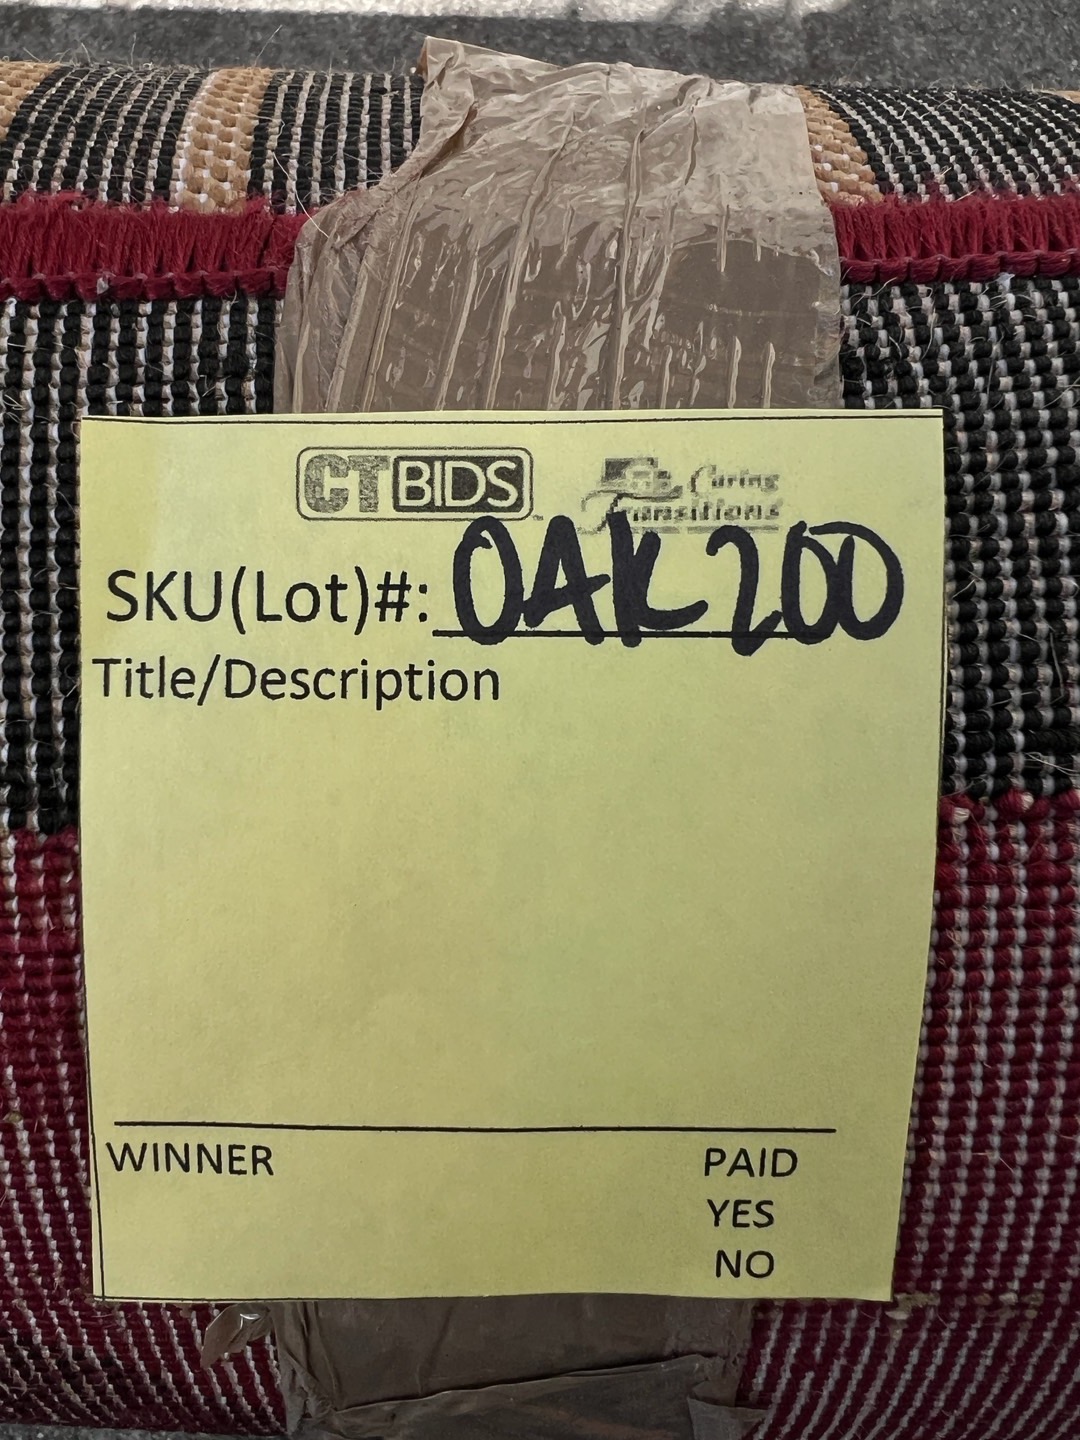 CTBIDS Caring Transitions
SKU(Lot)#: OAK200
Title/Description
WINNER PAID
YES
NO